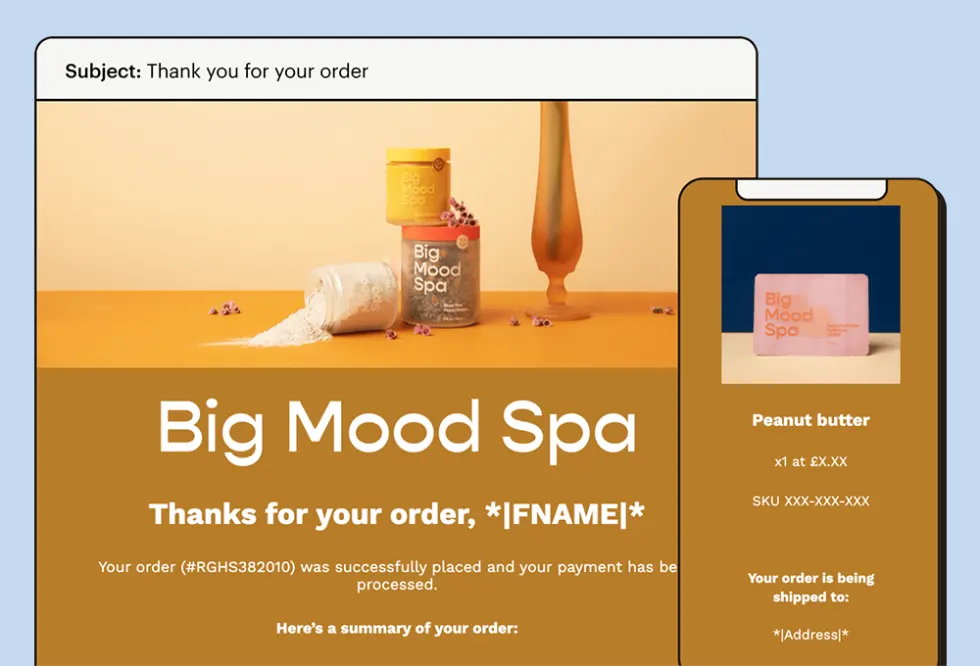 Subject: Thank you for your order
Big
Mood
Spa
Big
Mood
Spa
Big Mood Spa
Thanks for your order, *|FNAME|*
Your order (#RGHS382010) was successfully placed and your payment has be
processed.
Here's a summary of your order:
Big
Mood
Spa
Peanut butter
x1 at £X.XX
SKU XXX-XXX-XXX
Your order is being
shipped to:
*|Address|*